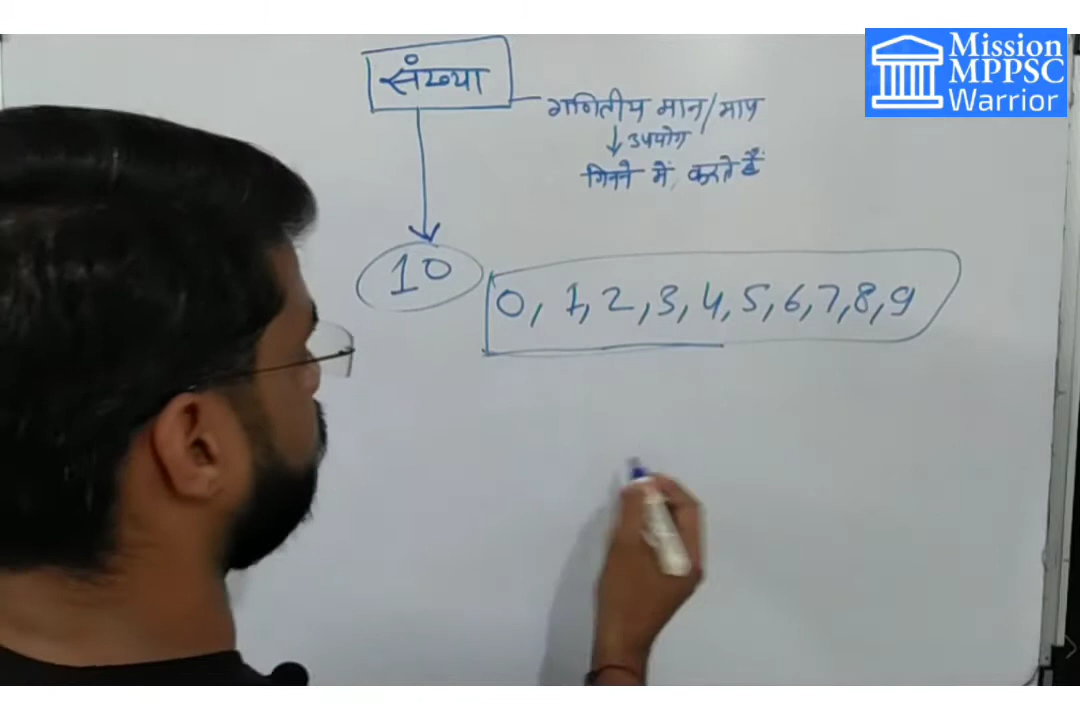 संख्या
गणितीय मान/माप
उपयोग
गिनने में करते हैं
10
0, 1, 2, 3, 4, 5, 6, 7, 8, 9
Mission
MPPSC
Warrior